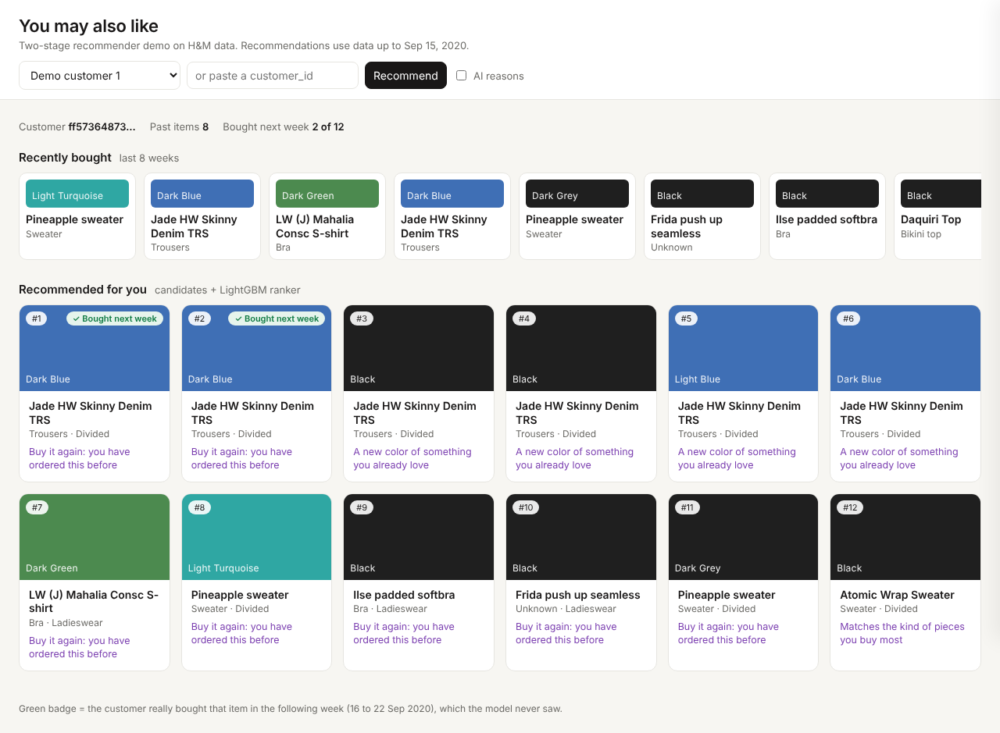 You may also like
Two-stage recommender demo on H&M data. Recommendations use data up to Sep 15, 2020.
Demo customer 1 or paste a customer_id Recommend AI reasons
Customer ff57364873... Past items 8 Bought next week 2 of 12
Recently bought last 8 weeks
Light Turquoise
Pineapple sweater
Sweater
Dark Blue
Jade HW Skinny
Denim TRS
Trousers
Dark Green
LW (J) Mahalia
Consc S-shirt
Bra
Dark Blue
Jade HW Skinny
Denim TRS
Trousers
Dark Grey
Pineapple sweater
Sweater
Black
Frida push up
seamless
Unknown
Black
Ilse padded softbra
Bra
Black
Daquiri Top
Bikini top
Recommended for you candidates + LightGBM ranker
#1 ✓ Bought next week
Dark Blue
Jade HW Skinny Denim
TRS
Trousers · Divided
Buy it again: you have
ordered this before
#2 ✓ Bought next week
Dark Blue
Jade HW Skinny Denim
TRS
Trousers · Divided
Buy it again: you have
ordered this before
#3
Black
Jade HW Skinny Denim
TRS
Trousers · Divided
A new color of something
you already love
#4
Black
Jade HW Skinny Denim
TRS
Trousers · Divided
A new color of something
you already love
#5
Light Blue
Jade HW Skinny Denim
TRS
Trousers · Divided
A new color of something
you already love
#6
Dark Blue
Jade HW Skinny Denim
TRS
Trousers · Divided
A new color of something
you already love
#7
Dark Green
LW (J) Mahalia Consc S-
shirt
Bra · Ladieswear
Buy it again: you have
ordered this before
#8
Light Turquoise
Pineapple sweater
Sweater · Divided
Buy it again: you have
ordered this before
#9
Black
Ilse padded softbra
Bra · Ladieswear
Buy it again: you have
ordered this before
#10
Black
Frida push up seamless
Unknown · Ladieswear
Buy it again: you have
ordered this before
#11
Dark Grey
Pineapple sweater
Sweater · Divided
Buy it again: you have
ordered this before
#12
Black
Atomic Wrap Sweater
Sweater · Divided
Matches the kind of pieces
you buy most
Green badge = the customer really bought that item in the following week (16 to 22 Sep 2020), which the model never saw.